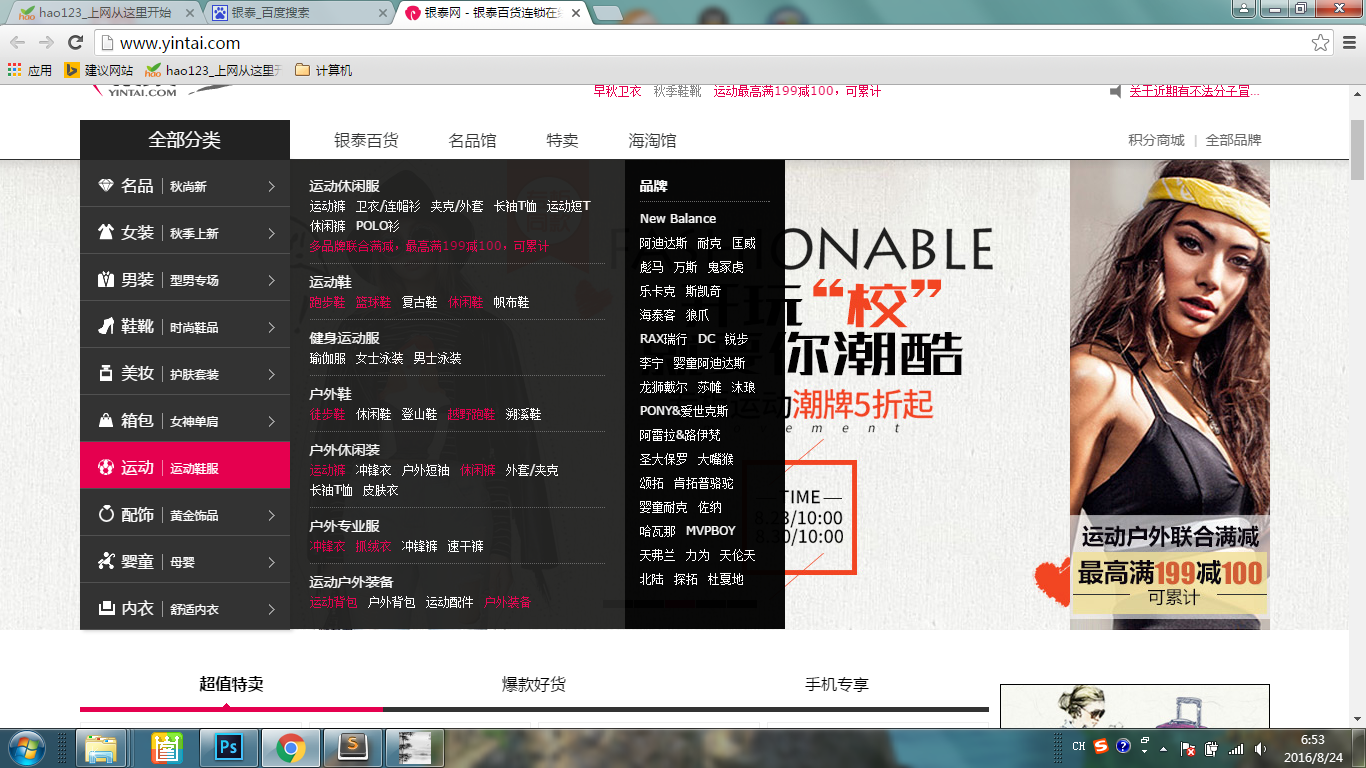 hao123_上网从这里开始
银泰_百度搜索
银泰网 - 银泰百货连锁在
www.yintai.com
应用 建议网站 hao123_上网从这里 计算机
YINTAI.COM
早秋卫衣 秋季鞋靴 运动最高满199减100，可累计
关于近期有不法分子冒...
全部分类
银泰百货 名品馆 特卖 海淘馆
积分商城 | 全部品牌
名品 | 秋尚新
女装 | 秋季上新
男装 | 型男专场
鞋靴 | 时尚鞋品
美妆 | 护肤套装
箱包 | 女神单肩
运动 | 运动鞋服
配饰 | 黄金饰品
婴童 | 母婴
内衣 | 舒适内衣
运动休闲服
运动裤 卫衣/连帽衫 夹克/外套 长袖T恤 运动短T
休闲裤 POLO衫
多品牌联合满减，最高满199减100，可累计
运动鞋
跑步鞋 篮球鞋 复古鞋 休闲鞋 帆布鞋
健身运动服
瑜伽服 女士泳装 男士泳装
户外鞋
徒步鞋 休闲鞋 登山鞋 越野跑鞋 溯溪鞋
户外休闲装
运动裤 冲锋衣 户外短袖 休闲裤 外套/夹克
长袖T恤 皮肤衣
户外专业服
冲锋衣 抓绒衣 冲锋裤 速干裤
运动户外装备
运动背包 户外背包 运动配件 户外装备
品牌
New Balance
阿迪达斯 耐克 匡威
彪马 万斯 鬼冢虎
乐卡克 斯凯奇
海泰客 狼爪
RAX瑞行 DC 锐步
李宁 婴童阿迪达斯
龙狮戴尔 莎帷 沐琅
PONY&爱世克斯
阿雷拉&路伊梵
圣大保罗 大嘴猴
颂拓 肯拓普骆驼
婴童耐克 佐纳
哈瓦那 MVPBOY
天弗兰 力为 天伦天
北陆 探拓 杜戛地
HIONABLE
玩“校”
你潮酷
运动潮牌5折起
vement
TIME
8.23/10:00
8.30/10:00
运动户外联合满减
最高满199减100
可累计
超值特卖 爆款好货 手机专享
CH
6:53
2016/8/24